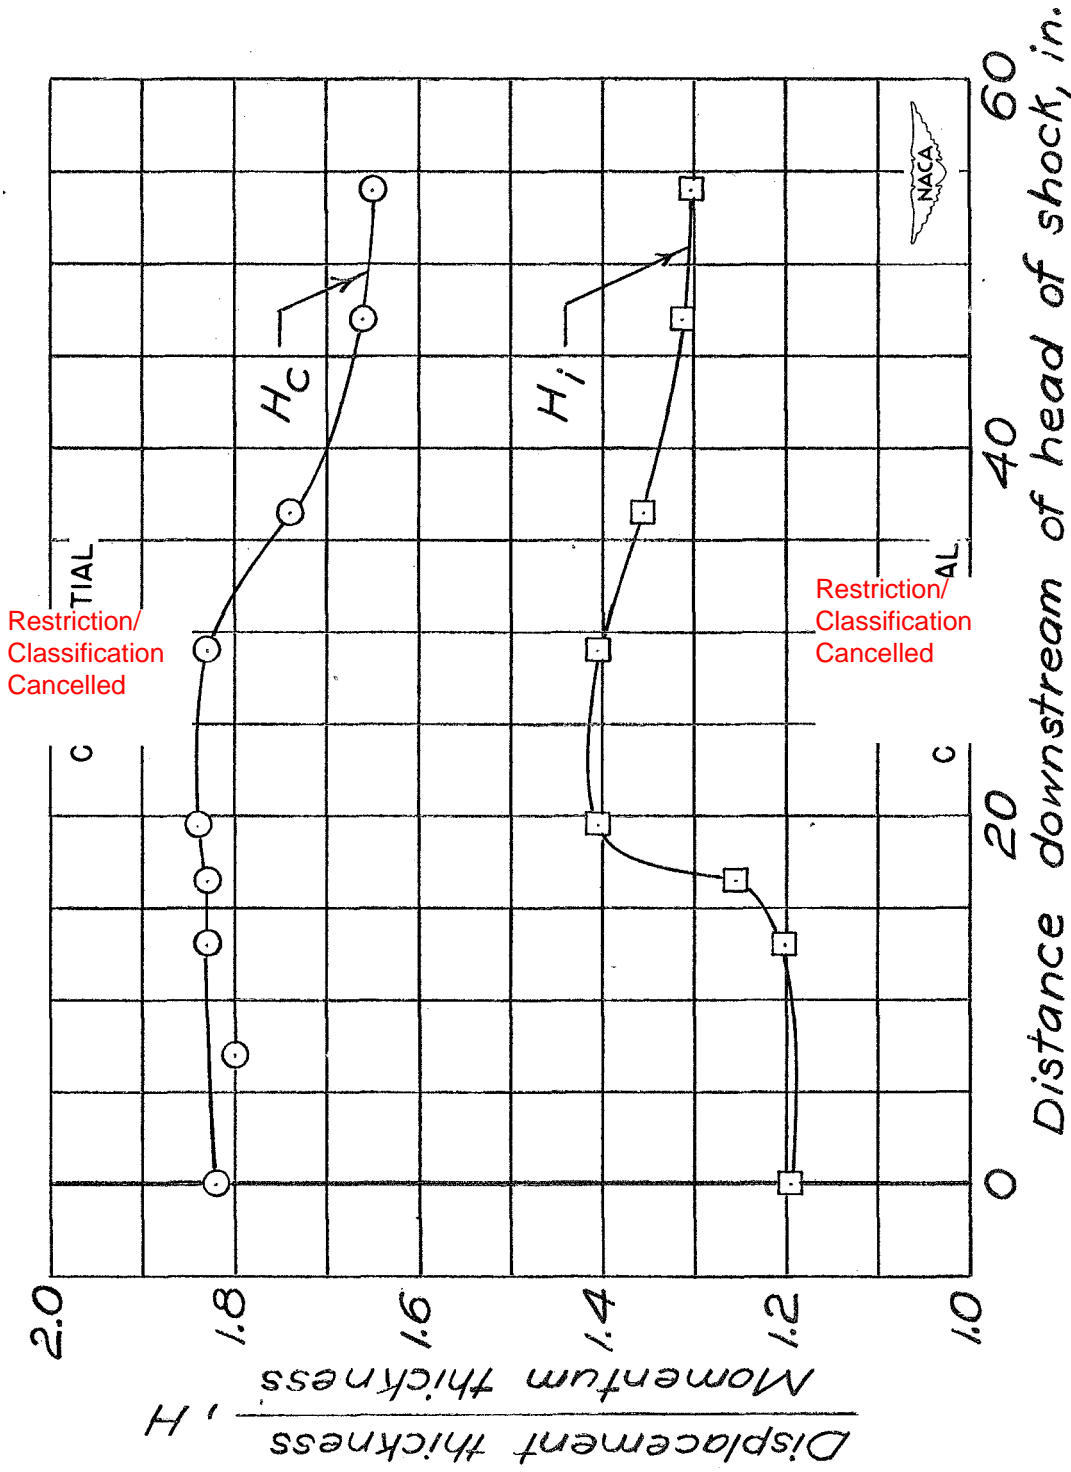 Displacement thickness
Momentum thickness
, H
2.0
1.8
1.6
1.4
1.2
1.0
0
20
40
60
Distance downstream of head of shock, in.
Hc
Hi
NACA
C
TIAL
Restriction/
Classification
Cancelled
C
AL
Restriction/
Classification
Cancelled